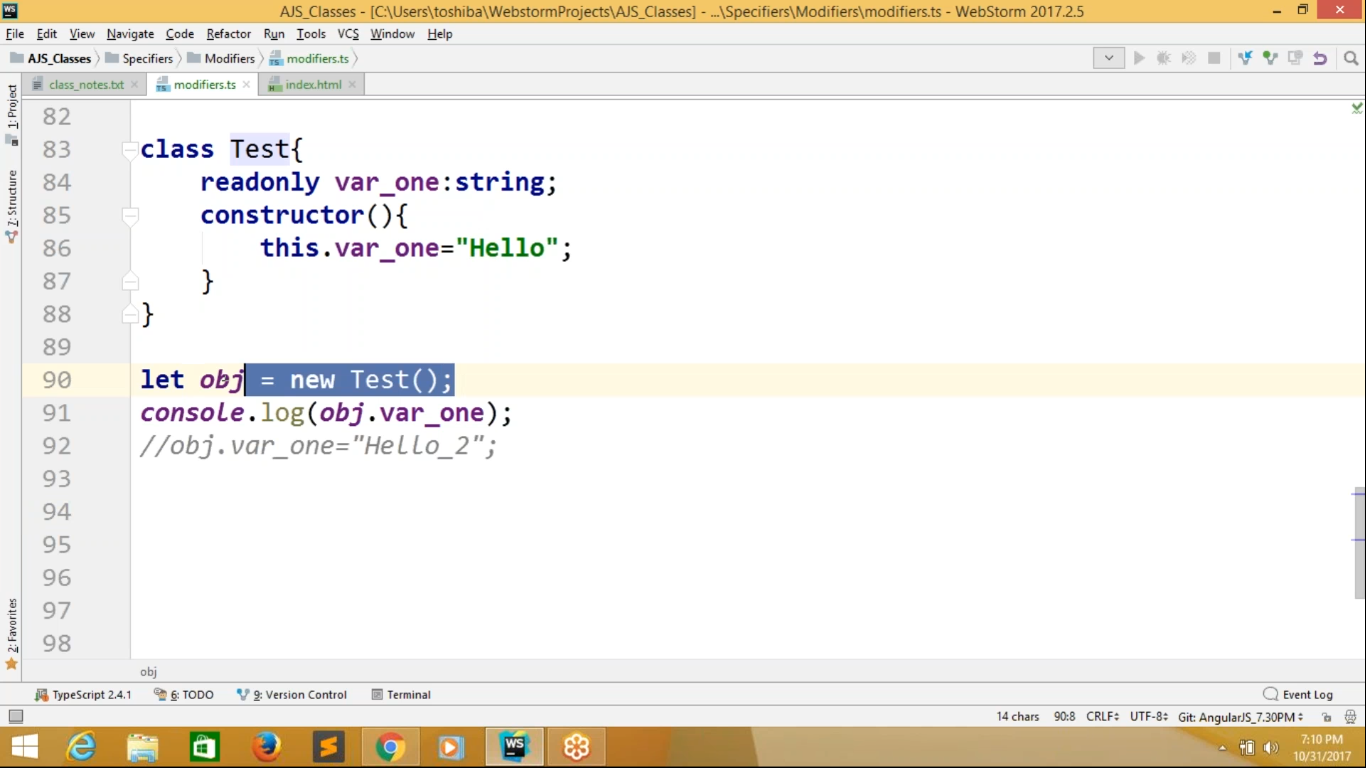 AJS_Classes - [C:\Users\toshiba\WebstormProjects\AJS_Classes] - ...\Specifiers\Modifiers\modifiers.ts - WebStorm 2017.2.5
File Edit View Navigate Code Refactor Run Tools VCS Window Help
AJS_Classes Specifiers Modifiers modifiers.ts
class_notes.txt modifiers.ts index.html
1: Project
7: Structure
2: Favorites
82
83 class Test{
84 readonly var_one:string;
85 constructor(){
86 this.var_one="Hello";
87 }
88 }
89
90 let obj = new Test();
91 console.log(obj.var_one);
92 //obj.var_one="Hello_2";
93
94
95
96
97
98
obj
TypeScript 2.4.1 6: TODO 9: Version Control Terminal Event Log
14 chars 90:8 CRLF UTF-8 Git: AngularJS_7.30PM
WS
7:10 PM
10/31/2017